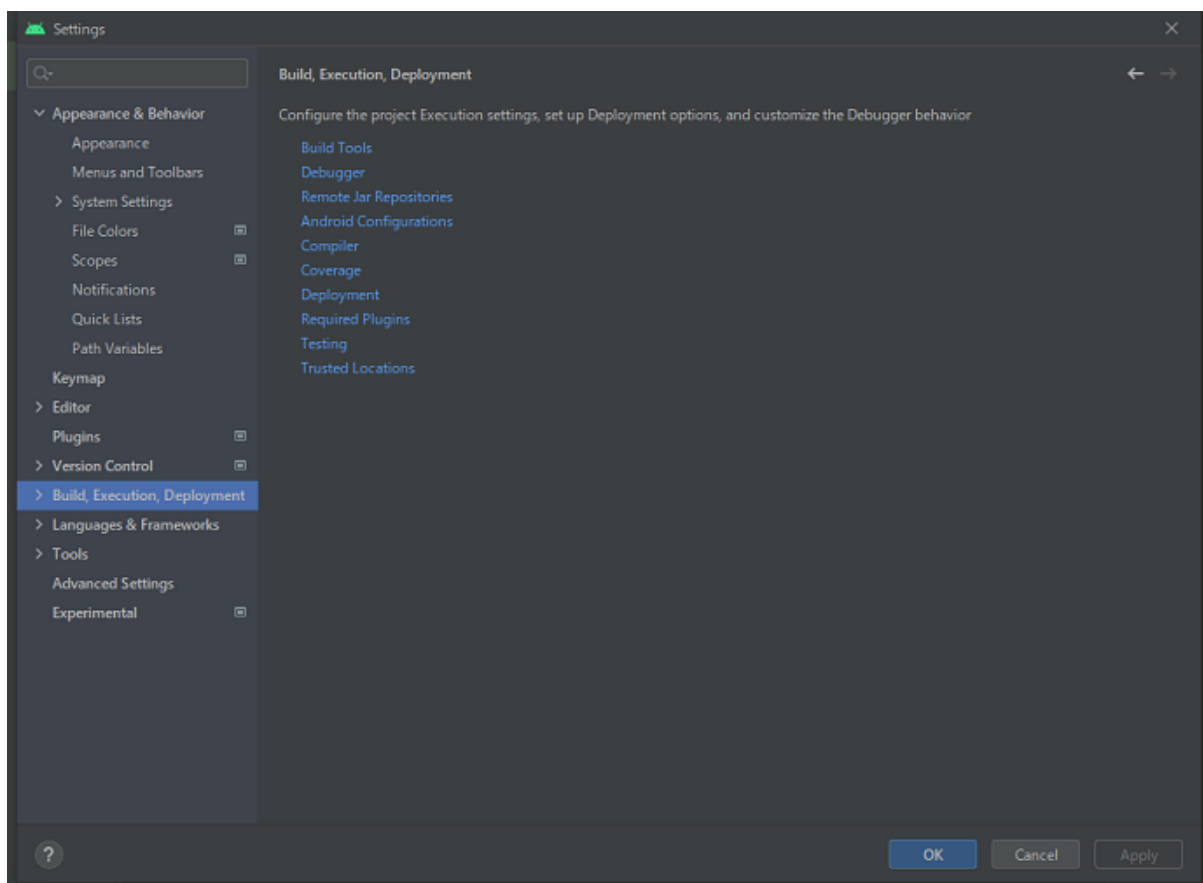 Settings
Appearance & Behavior
Appearance
Menus and Toolbars
System Settings
File Colors
Scopes
Notifications
Quick Lists
Path Variables
Keymap
Editor
Plugins
Version Control
Build, Execution, Deployment
Languages & Frameworks
Tools
Advanced Settings
Experimental
Build, Execution, Deployment
Configure the project Execution settings, set up Deployment options, and customize the Debugger behavior
Build Tools
Debugger
Remote Jar Repositories
Android Configurations
Compiler
Coverage
Deployment
Required Plugins
Testing
Trusted Locations
?
OK Cancel Apply